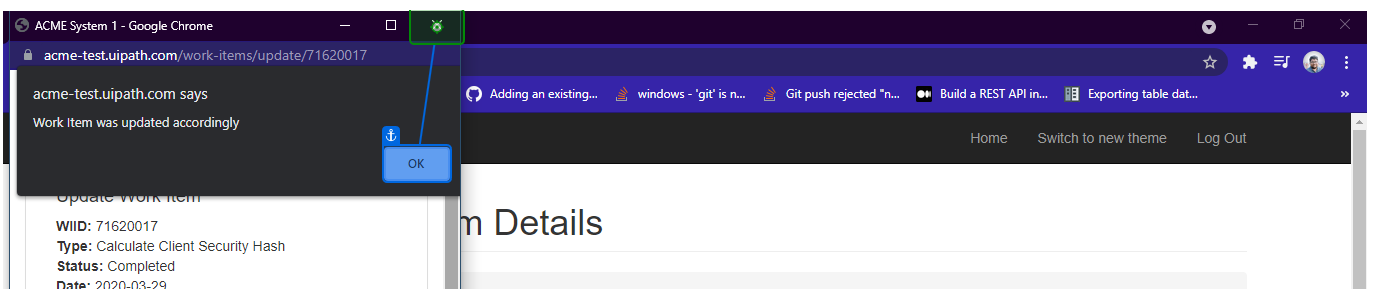 ACME System 1 - Google Chrome
acme-test.uipath.com/work-items/update/71620017
acme-test.uipath.com says
Work Item was updated accordingly
OK
Adding an existing... windows - 'git' is n... Git push rejected "n... Build a REST API in... Exporting table dat... »
Home Switch to new theme Log Out
Update Work Item
WIID: 71620017
Type: Calculate Client Security Hash
Status: Completed
Date: 2020-03-29
m Details